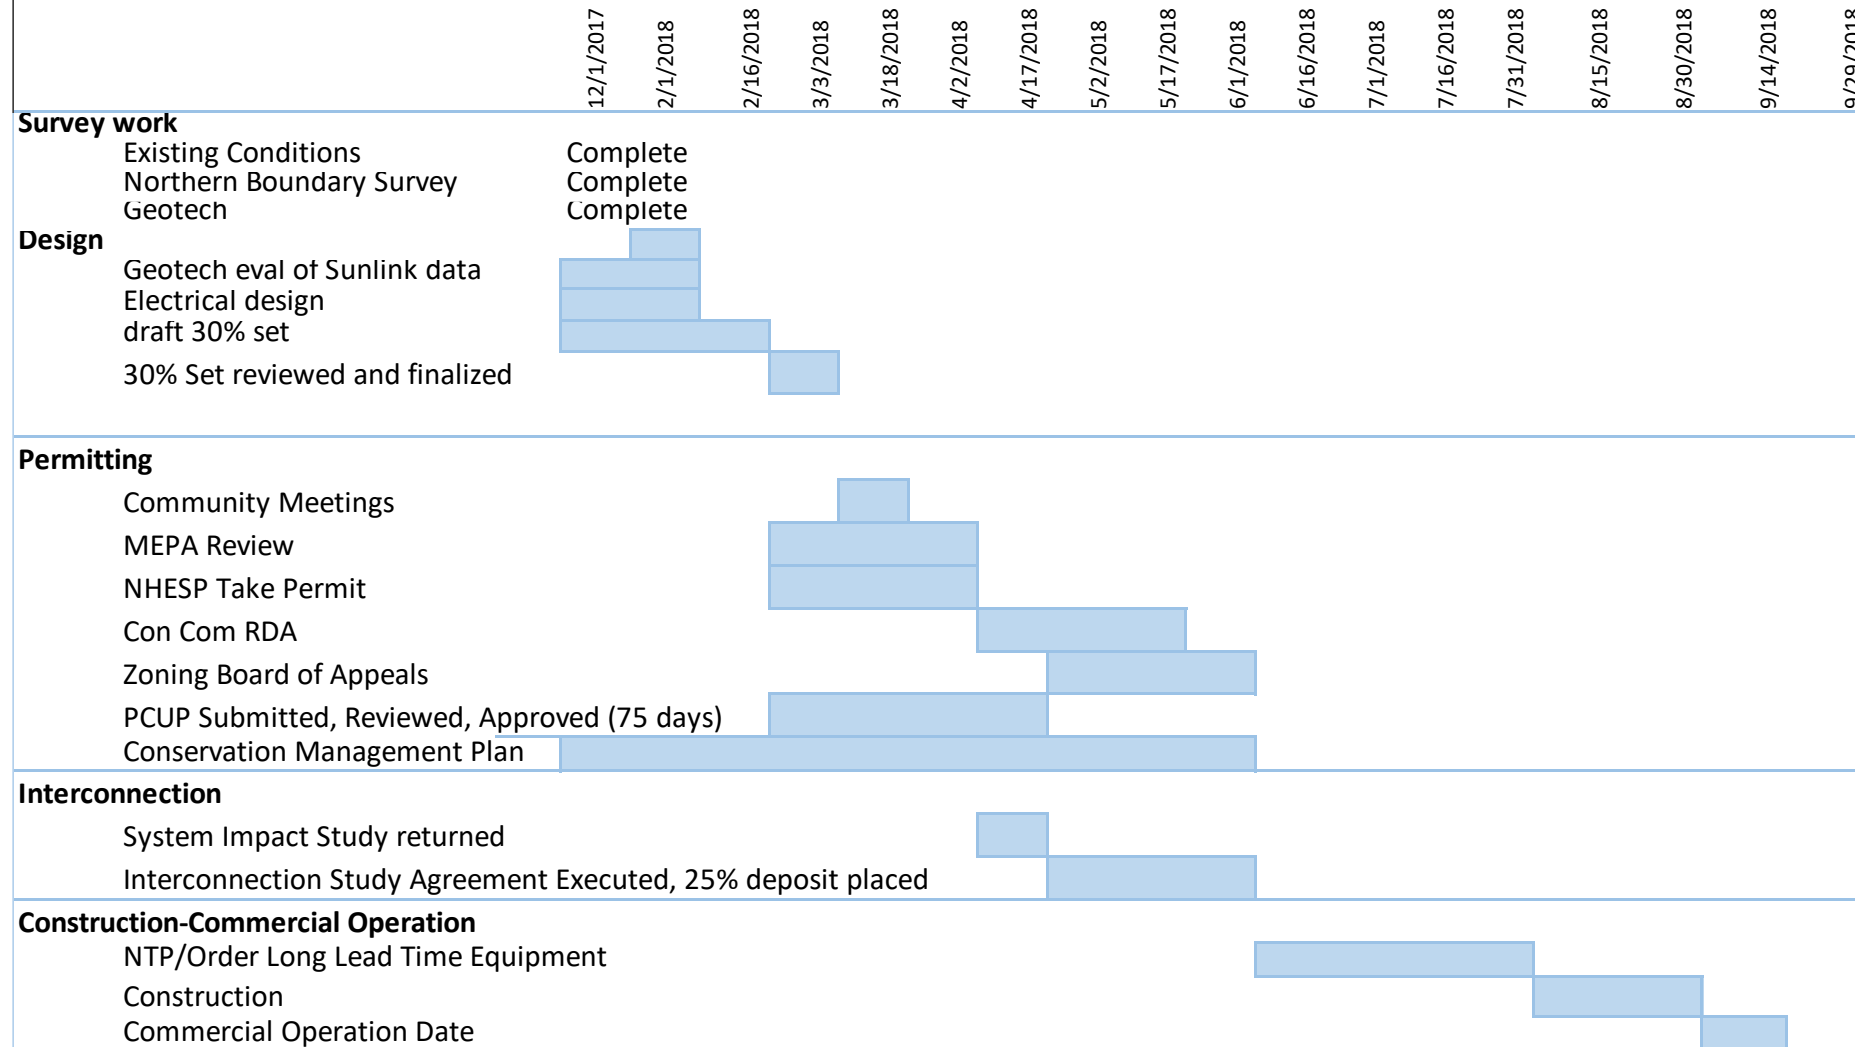 12/1/2017 2/1/2018 2/16/2018 3/3/2018 3/18/2018 4/2/2018 4/17/2018 5/2/2018 5/17/2018 6/1/2018 6/16/2018 7/1/2018 7/16/2018 7/31/2018 8/15/2018 8/30/2018 9/14/2018 9/29/2018
Survey work
Existing Conditions Complete
Northern Boundary Survey Complete
Geotech Complete
Design
Geotech eval of Sunlink data
Electrical design
draft 30% set
30% Set reviewed and finalized
Permitting
Community Meetings
MEPA Review
NHESP Take Permit
Con Com RDA
Zoning Board of Appeals
PCUP Submitted, Reviewed, Approved (75 days)
Conservation Management Plan
Interconnection
System Impact Study returned
Interconnection Study Agreement Executed, 25% deposit placed
Construction-Commercial Operation
NTP/Order Long Lead Time Equipment
Construction
Commercial Operation Date